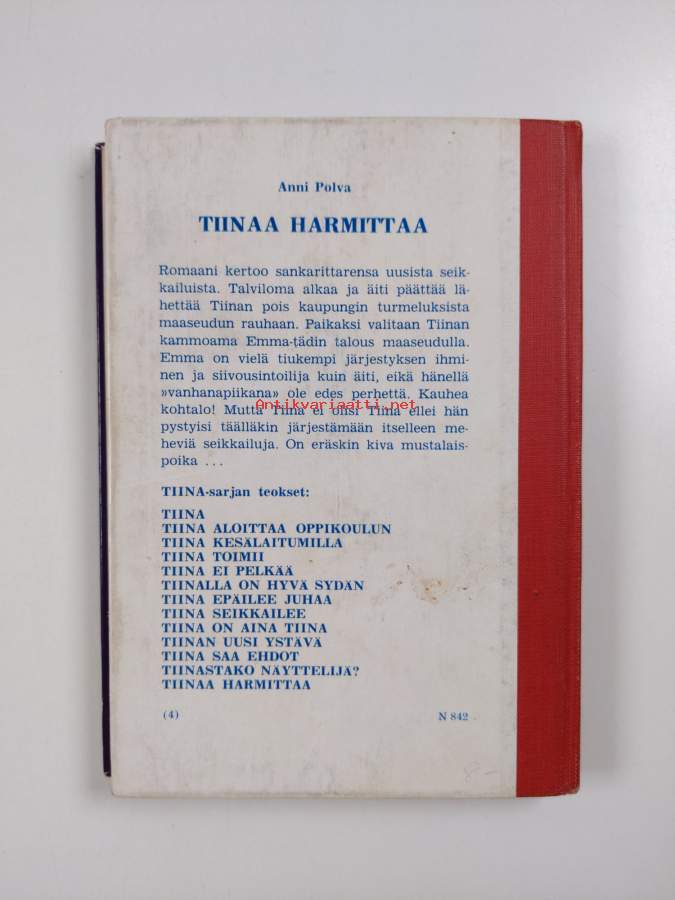 Anni Polva
TIINAA HARMITTAA
Romaani kertoo sankarittarensa uusista seik-
kailuista. Talviloma alkaa ja äiti päättää lä-
hettää Tiinan pois kaupungin turmeluksista
maaseudun rauhaan. Paikaksi valitaan Tiinan
kammoama Emma-tädin talous maaseudulla.
Emma on vielä tiukempi järjestyksen ihmi-
nen ja siivousintoilija kuin äiti, eikä hänellä
»vanhanapiikana» ole edes perhettä. Kauhea
kohtalo! Mutta Tiina ei olisi Tiina ellei hän
Antikvariaatti.net
pystyisi täälläkin järjestämään itselleen me-
heviä seikkailuja. On eräskin kiva mustalais-
poika ...
TIINA-sarjan teokset:
TIINA
TIINA ALOITTAA OPPIKOULUN
TIINA KESÄLAITUMILLA
TIINA TOIMII
TIINA EI PELKÄÄ
TIINALLA ON HYVÄ SYDÄN
TIINA EPÄILEE JUHAA
TIINA SEIKKAILEE
TIINA ON AINA TIINA
TIINAN UUSI YSTÄVÄ
TIINA SAA EHDOT
TIINASTAKO NÄYTTELIJÄ?
TIINAA HARMITTAA
(4)
N 842
8-